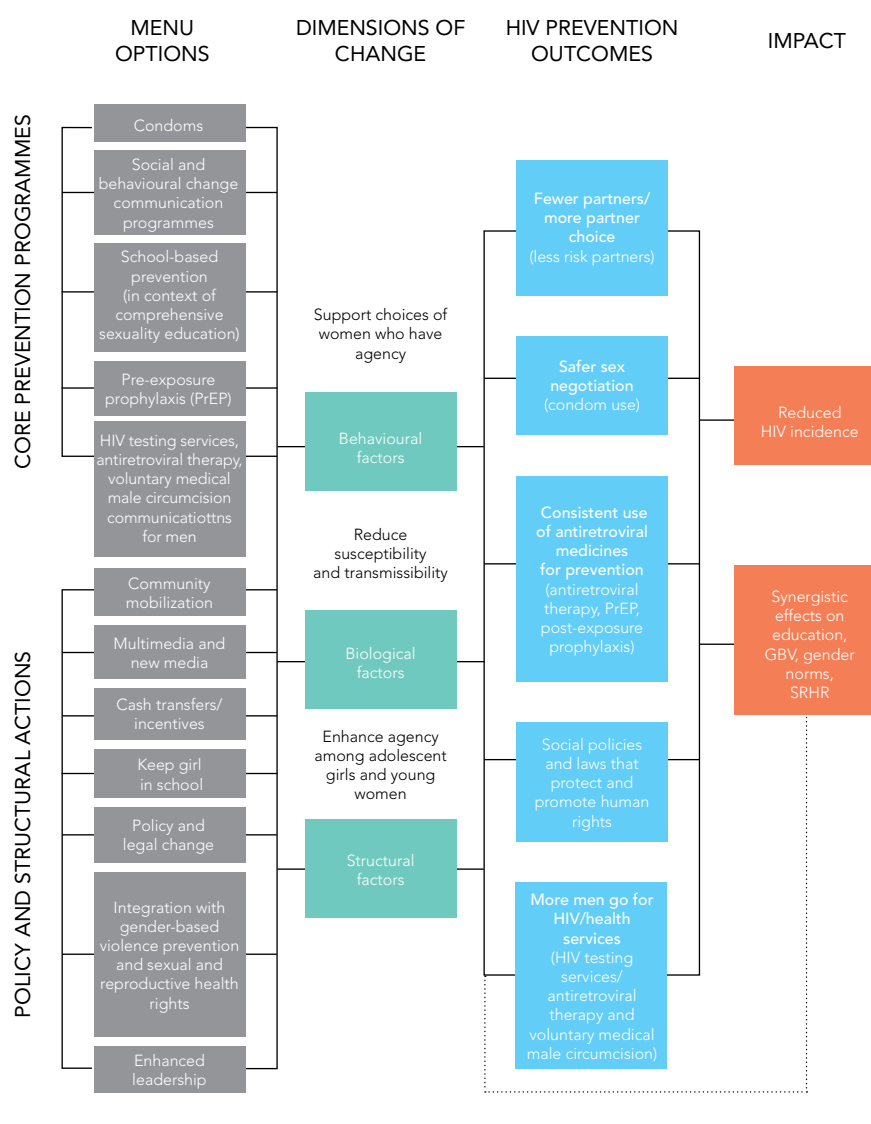 MENU
OPTIONS
DIMENSIONS OF
CHANGE
HIV PREVENTION
OUTCOMES
IMPACT
CORE PREVENTION PROGRAMMES
Condoms
Social and
behavioural change
communication
programmes
School-based
prevention
(in context of
comprehensive
sexuality education)
Pre-exposure
prophylaxis (PrEP)
HIV testing services,
antiretroviral therapy,
voluntary medical
male circumcision
communicatiottns
for men
POLICY AND STRUCTURAL ACTIONS
Community
mobilization
Multimedia and
new media
Cash transfers/
incentives
Keep girl
in school
Policy and
legal change
Integration with
gender-based
violence prevention
and sexual and
reproductive health
rights
Enhanced
leadership
Support choices of
women who have
agency
Behavioural
factors
Reduce
susceptibility
and transmissibility
Biological
factors
Enhance agency
among adolescent
girls and young
women
Structural
factors
Fewer partners/
more partner
choice
(less risk partners)
Safer sex
negotiation
(condom use)
Consistent use
of antiretroviral
medicines
for prevention
(antiretroviral
therapy, PrEP,
post-exposure
prophylaxis)
Social policies
and laws that
protect and
promote human
rights
More men go for
HIV/health
services
(HIV testing
services/
antiretroviral
therapy and
voluntary medical
male circumcision)
Reduced
HIV incidence
Synergistic
effects on
education,
GBV, gender
norms,
SRHR